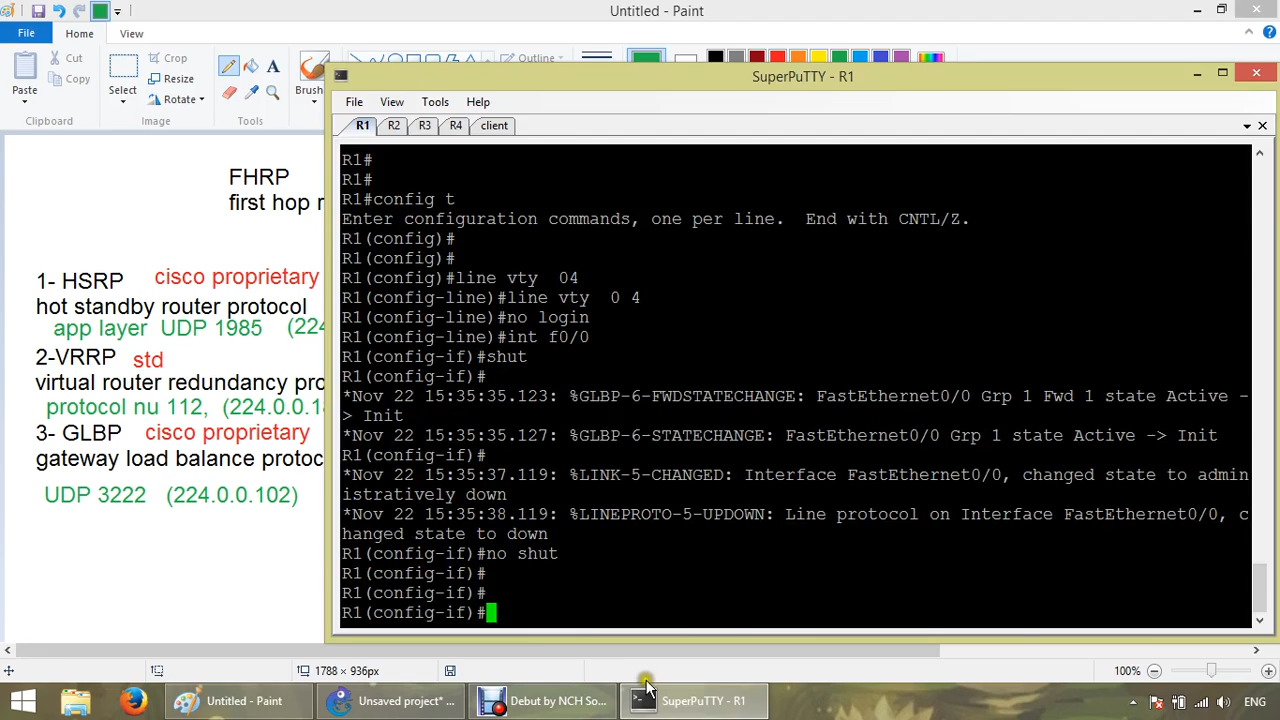 Untitled - Paint
File
Home
View
Paste
Cut
Copy
Clipboard
Select
Crop
Resize
Rotate
Image
A
Tools
Brush
Outline
SuperPuTTY - R1
File View Tools Help
R1 R2 R3 R4 client
FHRP
first hop r
1- HSRP cisco proprietary
hot standby router protocol
app layer UDP 1985 (22
2-VRRP std
virtual router redundancy pro
protocol nu 112, (224.0.0.1
3- GLBP cisco proprietary
gateway load balance protoc
UDP 3222 (224.0.0.102)
R1#
R1#
R1#config t
Enter configuration commands, one per line. End with CNTL/Z.
R1(config)#
R1(config)#
R1(config)#line vty 04
R1(config-line)#line vty 0 4
R1(config-line)#no login
R1(config-line)#int f0/0
R1(config-if)#shut
R1(config-if)#
*Nov 22 15:35:35.123: %GLBP-6-FWDSTATECHANGE: FastEthernet0/0 Grp 1 Fwd 1 state Active -
> Init
*Nov 22 15:35:35.127: %GLBP-6-STATECHANGE: FastEthernet0/0 Grp 1 state Active -> Init
R1(config-if)#
*Nov 22 15:35:37.119: %LINK-5-CHANGED: Interface FastEthernet0/0, changed state to admin
istratively down
*Nov 22 15:35:38.119: %LINEPROTO-5-UPDOWN: Line protocol on Interface FastEthernet0/0, c
hanged state to down
R1(config-if)#no shut
R1(config-if)#
R1(config-if)#
R1(config-if)#
1788 × 936px
100%
Untitled - Paint
Unsaved project* ...
Debut by NCH So...
SuperPuTTY - R1
ENG